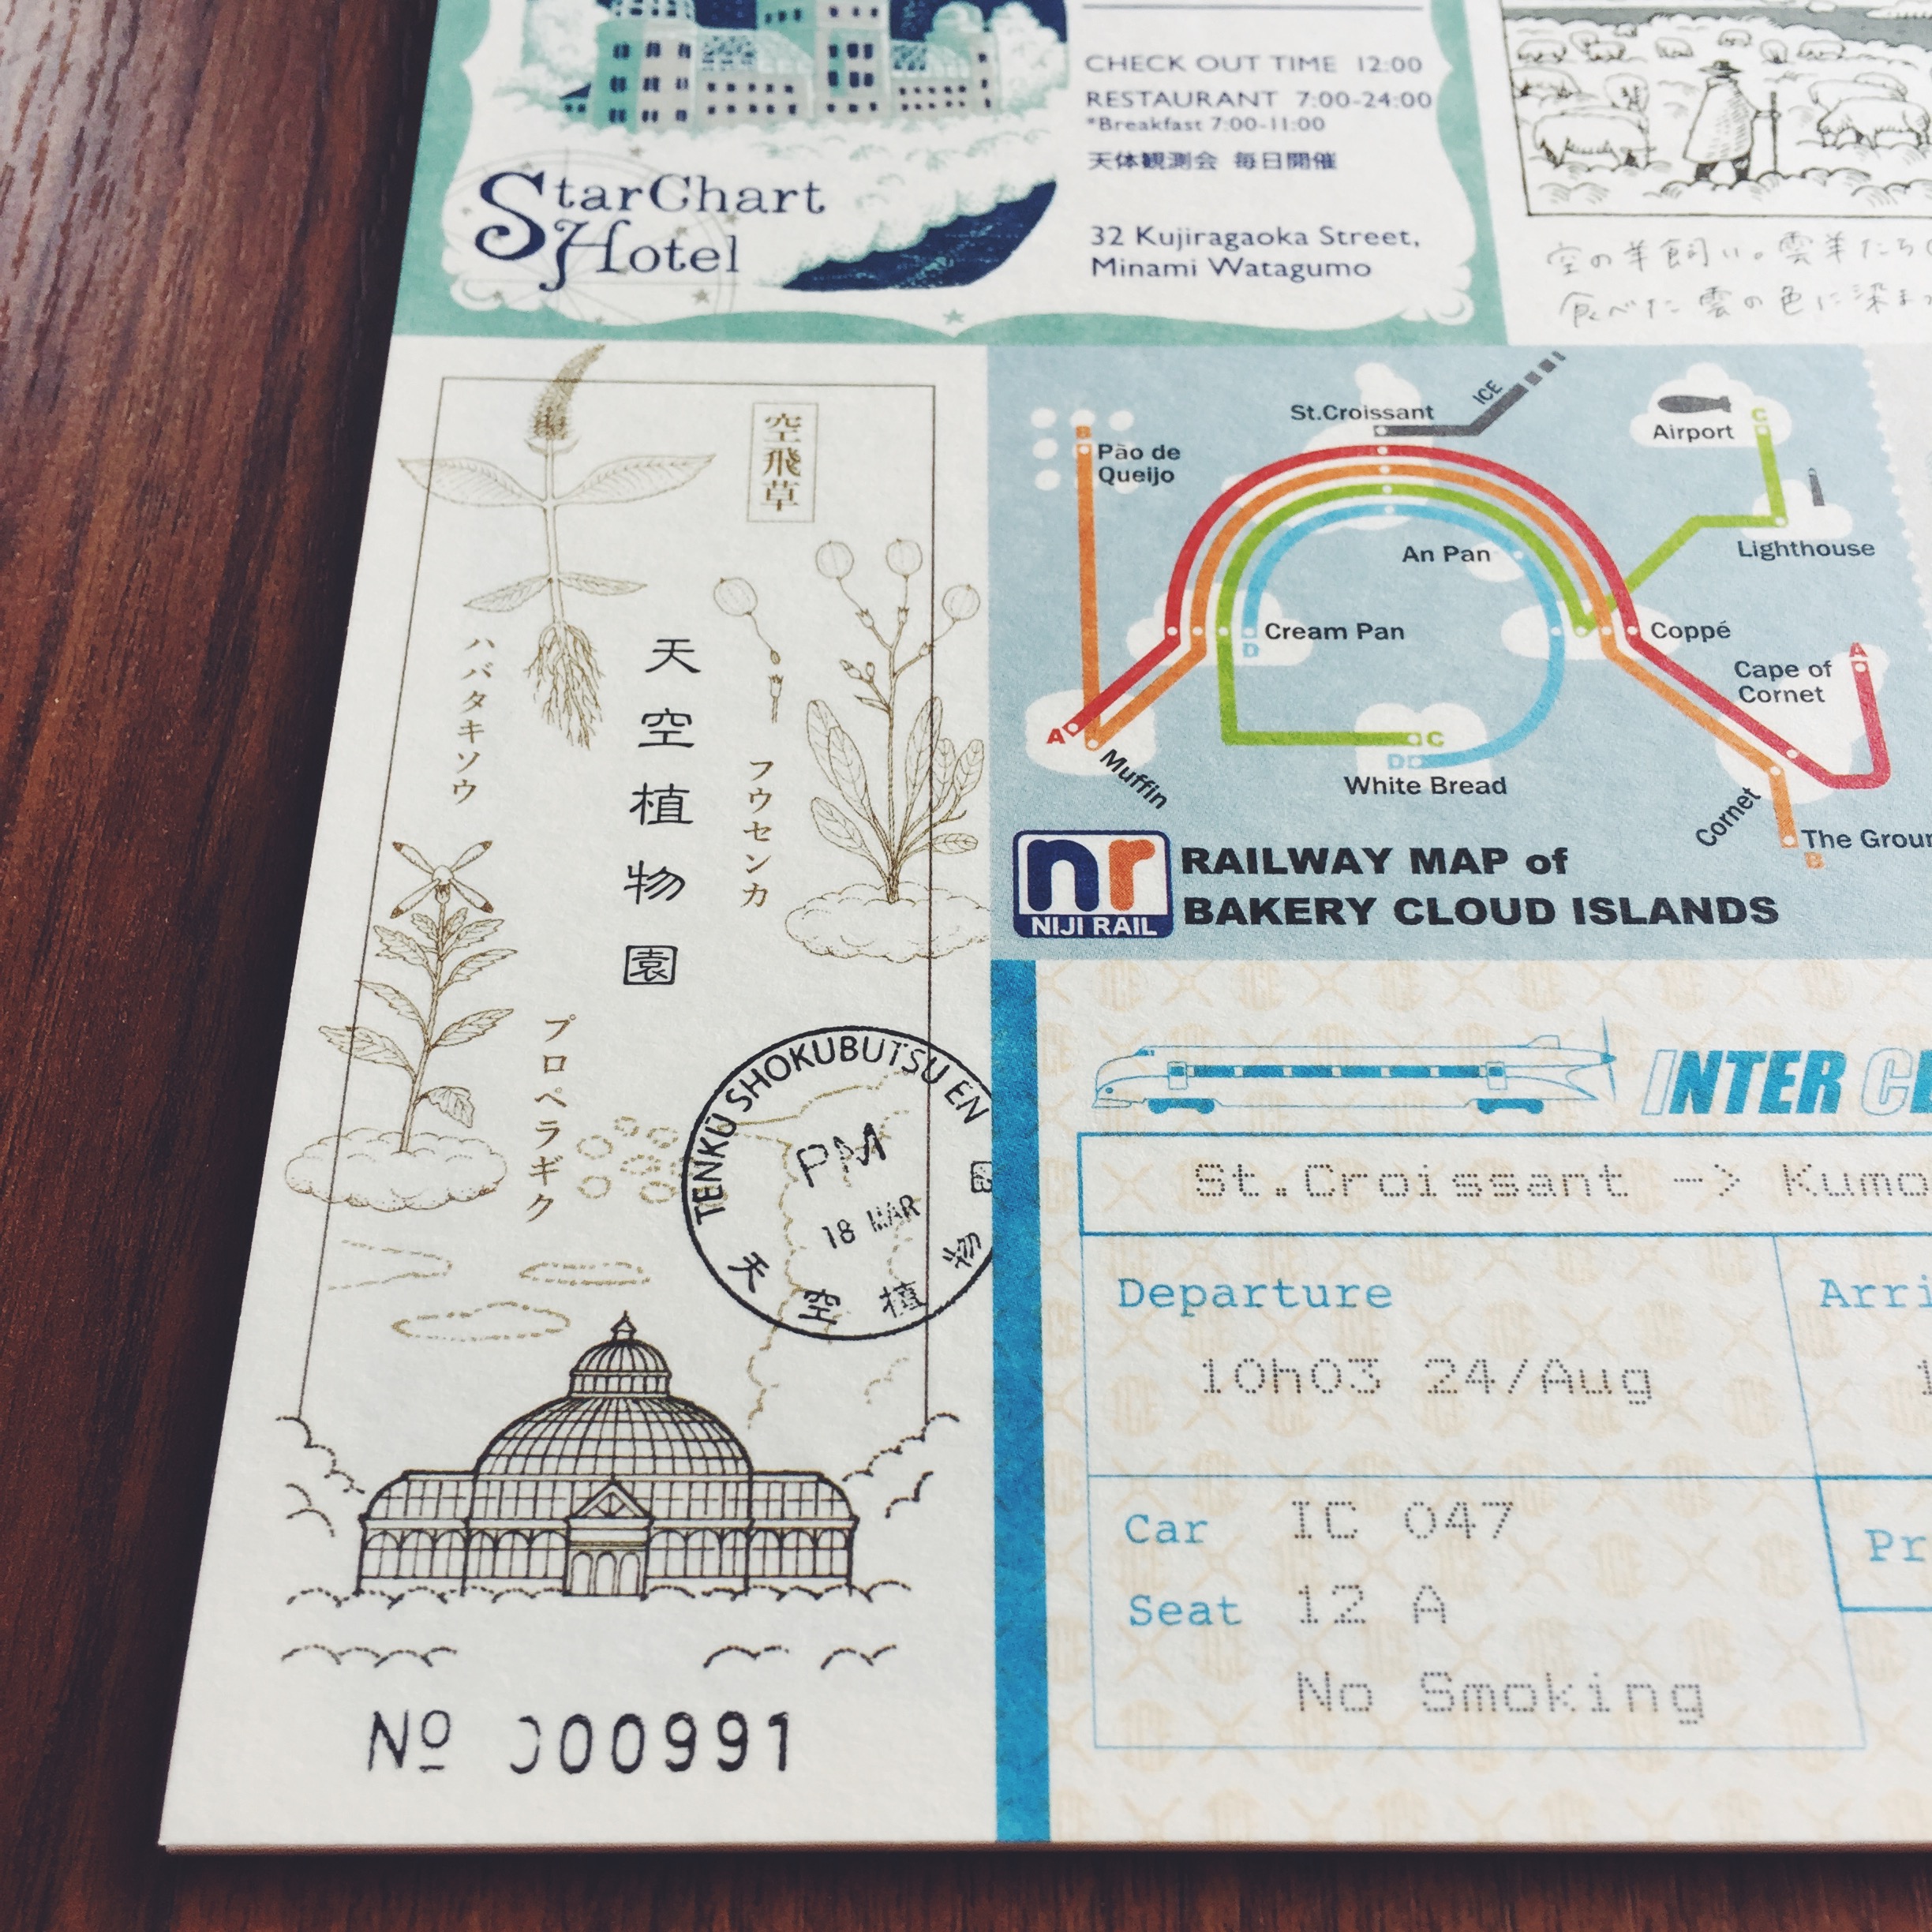 CHECK OUT TIME 12:00
RESTAURANT 7:00-24:00
*Breakfast 7:00-11:00
天体観測会 毎日開催
StarChart
Hotel
32 Kujiragaoka Street,
Minami Watagumo
空の羊飼い。雲羊たち
食べた雲の色に染ま
空飛草
ハバタキソウ
天空植物園
フウセンカ
プロペラギク
TENKU SHOKUBUTSU EN
PM
18 MAR
天空植物
No 000991
St.Croissant
ICE
B
Pão de
Queijo
C
Airport
Lighthouse
An Pan
Cream Pan
D
Coppé
A
Cape of
Cornet
A
Muffin
C
D
White Bread
Cornet
The Groun
B
nr
NIJI RAIL
RAILWAY MAP of
BAKERY CLOUD ISLANDS
INTER C
St.Croissant -> Kumo
Departure
Arri
10h03 24/Aug
1
Car IC 047
Pr
Seat 12 A
No Smoking